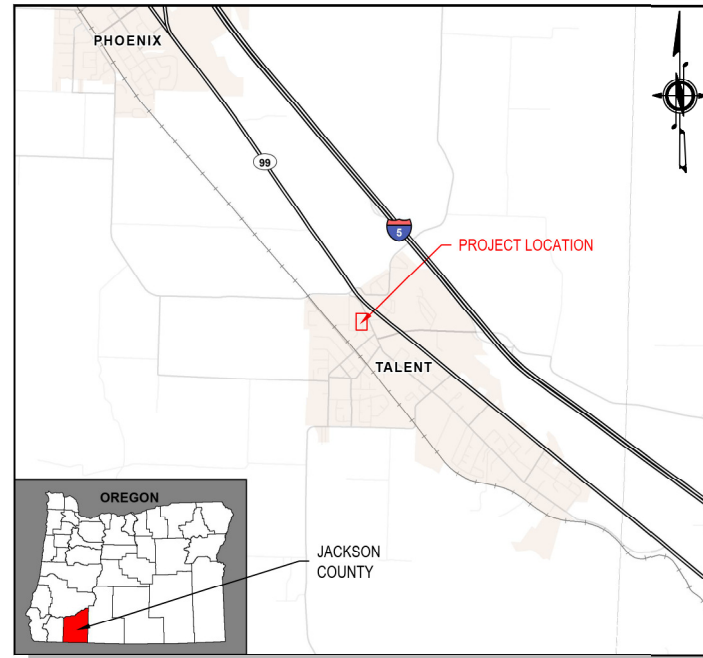 PHOENIX
99
5
PROJECT LOCATION
TALENT
OREGON
JACKSON
COUNTY